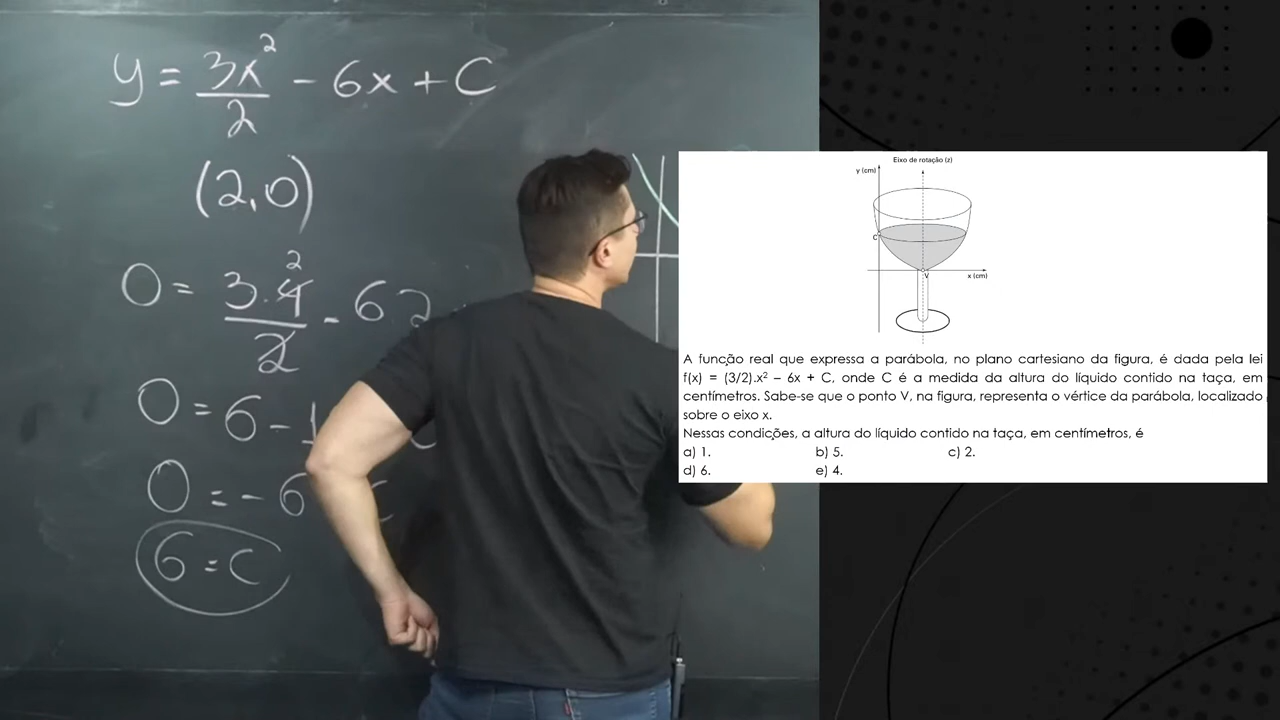 y = 3x²/2 - 6x + C
(2,0)
0 = 3.4²/2 - 62
0 = 6 -
0 = - 6
6 = C
Eixo de rotação (z)
y (cm)
C
V
x (cm)
A função real que expressa a parábola, no plano cartesiano da figura, é dada pela lei
f(x) = (3/2).x² – 6x + C, onde C é a medida da altura do líquido contido na taça, em
centímetros. Sabe-se que o ponto V, na figura, representa o vértice da parábola, localizado
sobre o eixo x.
Nessas condições, a altura do líquido contido na taça, em centímetros, é
a) 1. b) 5. c) 2.
d) 6. e) 4.